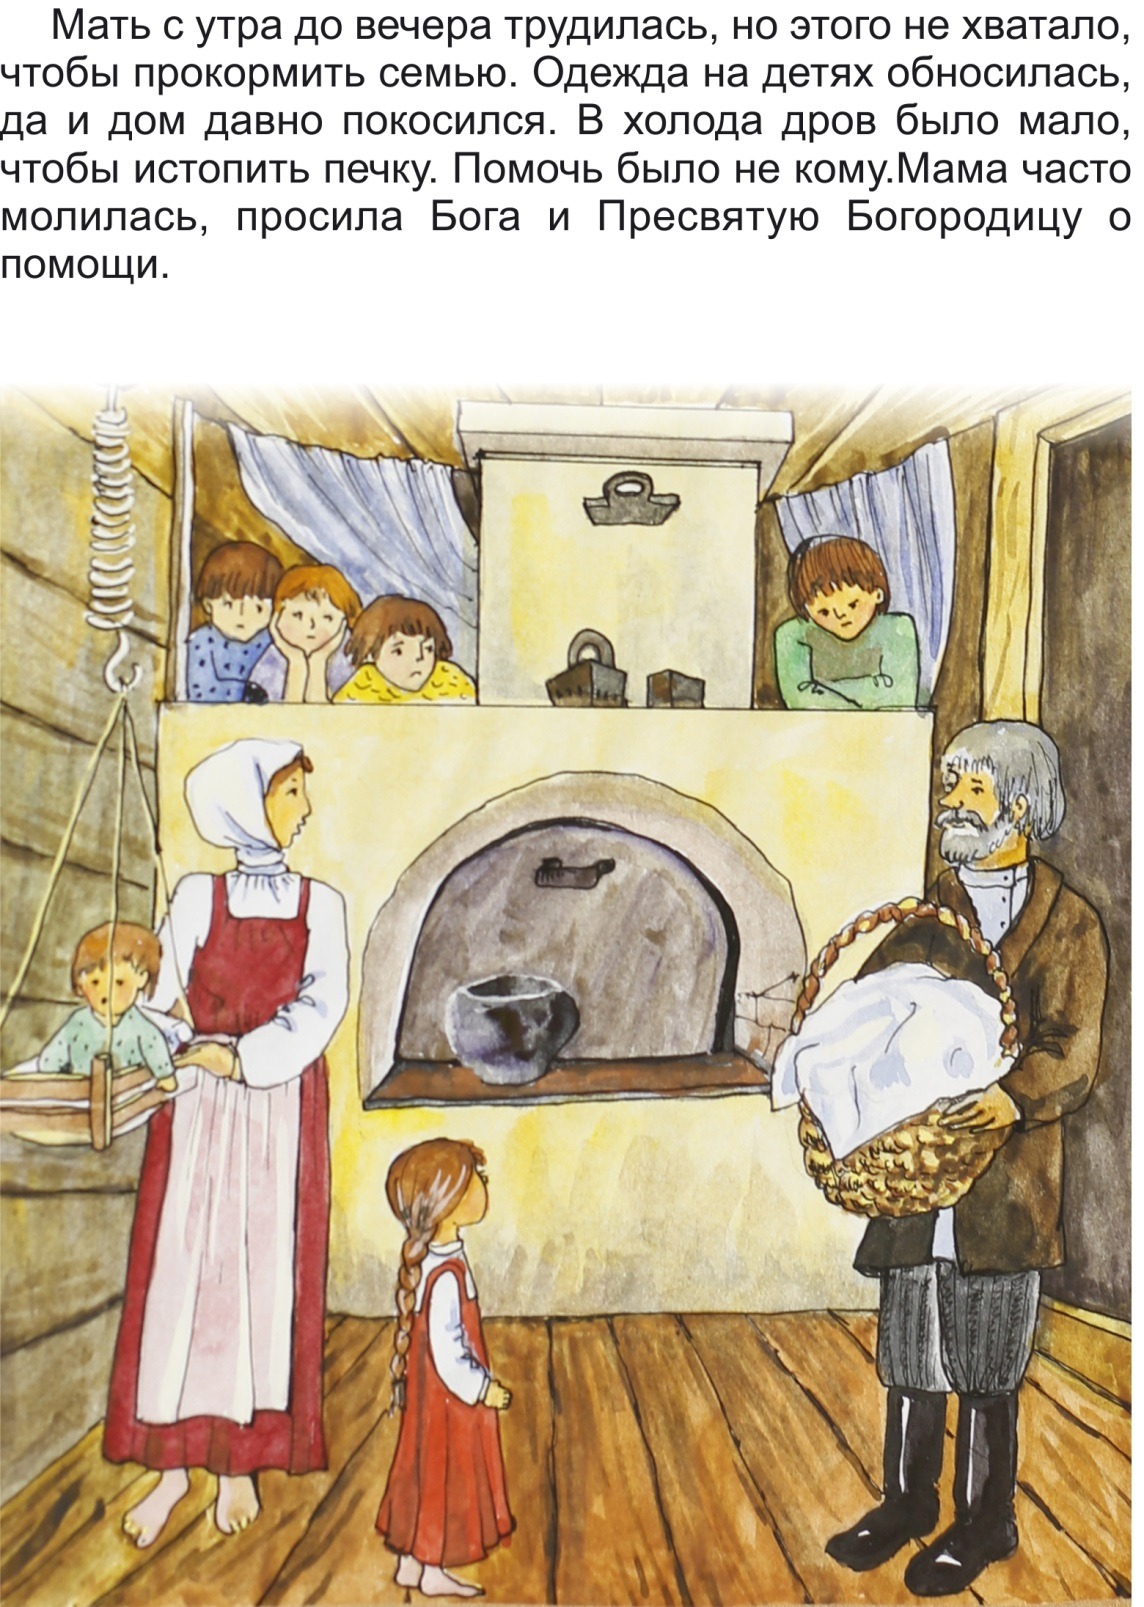 Мать с утра до вечера трудилась, но этого не хватало,
чтобы прокормить семью. Одежда на детях обносилась,
да и дом давно покосился. В холода дров было мало,
чтобы истопить печку. Помочь было не кому.Мама часто
молилась, просила Бога и Пресвятую Богородицу о
помощи.